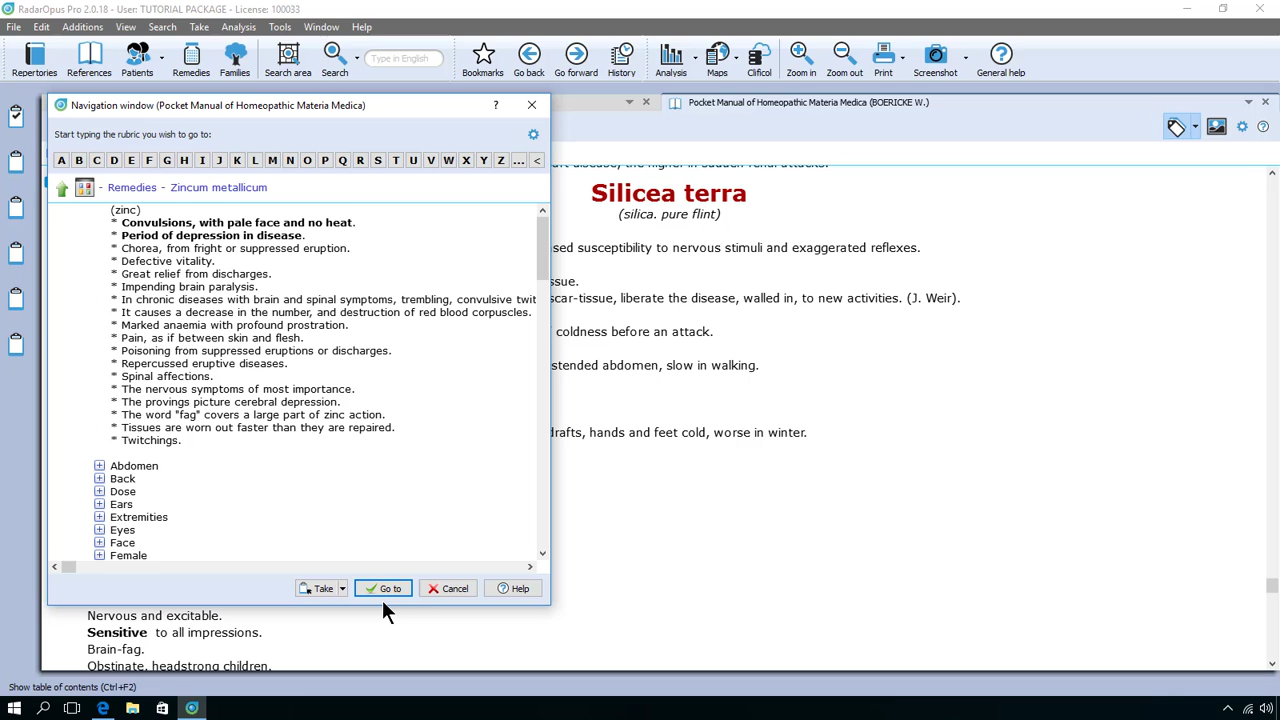 RadarOpus Pro 2.0.18 - User: TUTORIAL PACKAGE - License: 100033
File Edit Additions View Search Take Analysis Tools Window Help
Type in English
Repertories References Patients Remedies Families Search area Search Bookmarks Go back Go forward History Analysis Maps Clificol Zoom in Zoom out Print Screenshot General help
Navigation window (Pocket Manual of Homeopathic Materia Medica)
Pocket Manual of Homeopathic Materia Medica (BOERICKE W.)
Start typing the rubric you wish to go to:
A B C D E F G H I J K L M N O P Q R S T U V W X Y Z ... <
- Remedies - Zincum metallicum
(zinc)
* Convulsions, with pale face and no heat.
* Period of depression in disease.
* Chorea, from fright or suppressed eruption.
* Defective vitality.
* Great relief from discharges.
* Impending brain paralysis.
* In chronic diseases with brain and spinal symptoms, trembling, convulsive twit
* It causes a decrease in the number, and destruction of red blood corpuscles.
* Marked anaemia with profound prostration.
* Pain, as if between skin and flesh.
* Poisoning from suppressed eruptions or discharges.
* Repercussed eruptive diseases.
* Spinal affections.
* The nervous symptoms of most importance.
* The provings picture cerebral depression.
* The word "fag" covers a large part of zinc action.
* Tissues are worn out faster than they are repaired.
* Twitchings.
Abdomen
Back
Dose
Ears
Extremities
Eyes
Face
Female
Take Go to Cancel Help
art disease, the higher in sudden renal attacks.
Silicea terra
(silica. pure flint)
sed susceptibility to nervous stimuli and exaggerated reflexes.
ssue.
scar-tissue, liberate the disease, walled in, to new activities. (J. Weir).
coldness before an attack.
stended abdomen, slow in walking.
drafts, hands and feet cold, worse in winter.
Nervous and excitable.
Sensitive to all impressions.
Brain-fag.
Obstinate, headstrong children.
Show table of contents (Ctrl+F2)